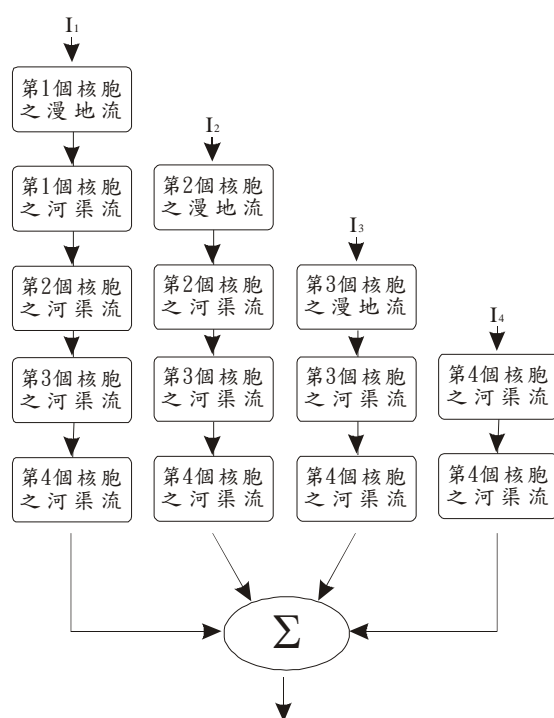 I1
第1個核胞
之漫地流
第1個核胞
之河渠流
第2個核胞
之河渠流
第3個核胞
之河渠流
第4個核胞
之河渠流
I2
第2個核胞
之漫地流
第2個核胞
之河渠流
第3個核胞
之河渠流
第4個核胞
之河渠流
I3
第3個核胞
之漫地流
第3個核胞
之河渠流
第4個核胞
之河渠流
I4
第4個核胞
之河渠流
第4個核胞
之河渠流
Σ